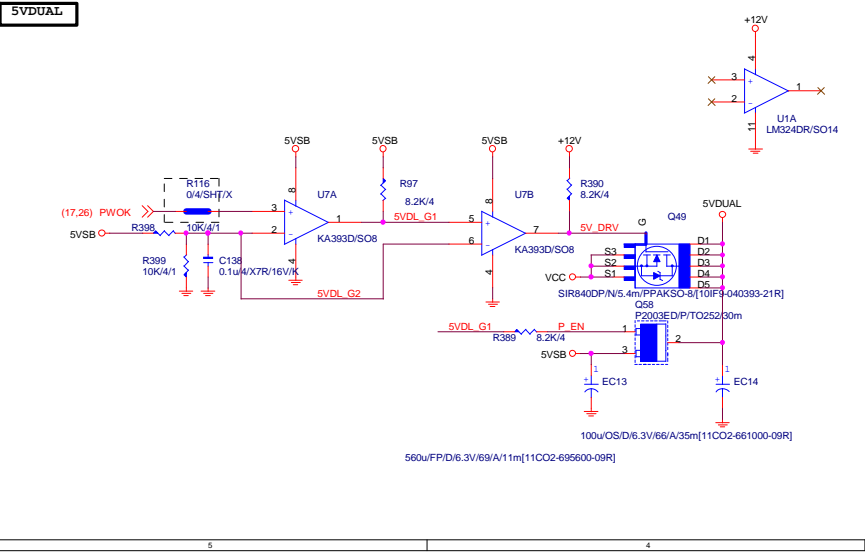 5VDUAL
+12V
4
3
+
1
2
-
11
U1A
LM324DR/SO14
5VSB
5VSB
5VSB
+12V
R116
0/4/SHT/X
8
U7A
R97
8.2K/4
8
U7B
R390
8.2K/4
(17,26) PWOK
3
+
1
5VDL_G1
5
+
7
5V_DRV
G
Q49
5VDUAL
5VSB
R398
10K/4/1
2
-
KA393D/SO8
6
-
KA393D/SO8
R399
10K/4/1
C138
0.1u/4/X7R/16V/K
4
4
S3
S2
S1
D1
D2
D3
D4
D5
VCC
5VDL_G2
SIR840DP/N/5.4m/PPAKSO-8/[10IF9-040393-21R]
Q58
P2003ED/P/TO252/30m
5VDL_G1
R389
8.2K/4
P_EN
1
2
5VSB
3
1
+
EC13
1
+
EC14
100u/OS/D/6.3V/66/A/35m[11CO2-661000-09R]
560u/FP/D/6.3V/69/A/11m[11CO2-695600-09R]
5
4